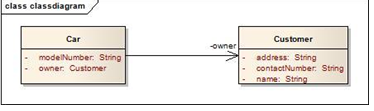 class classdiagram
Car
- modelNumber: String
- owner: Customer
-owner
Customer
- address: String
- contactNumber: String
- name: String